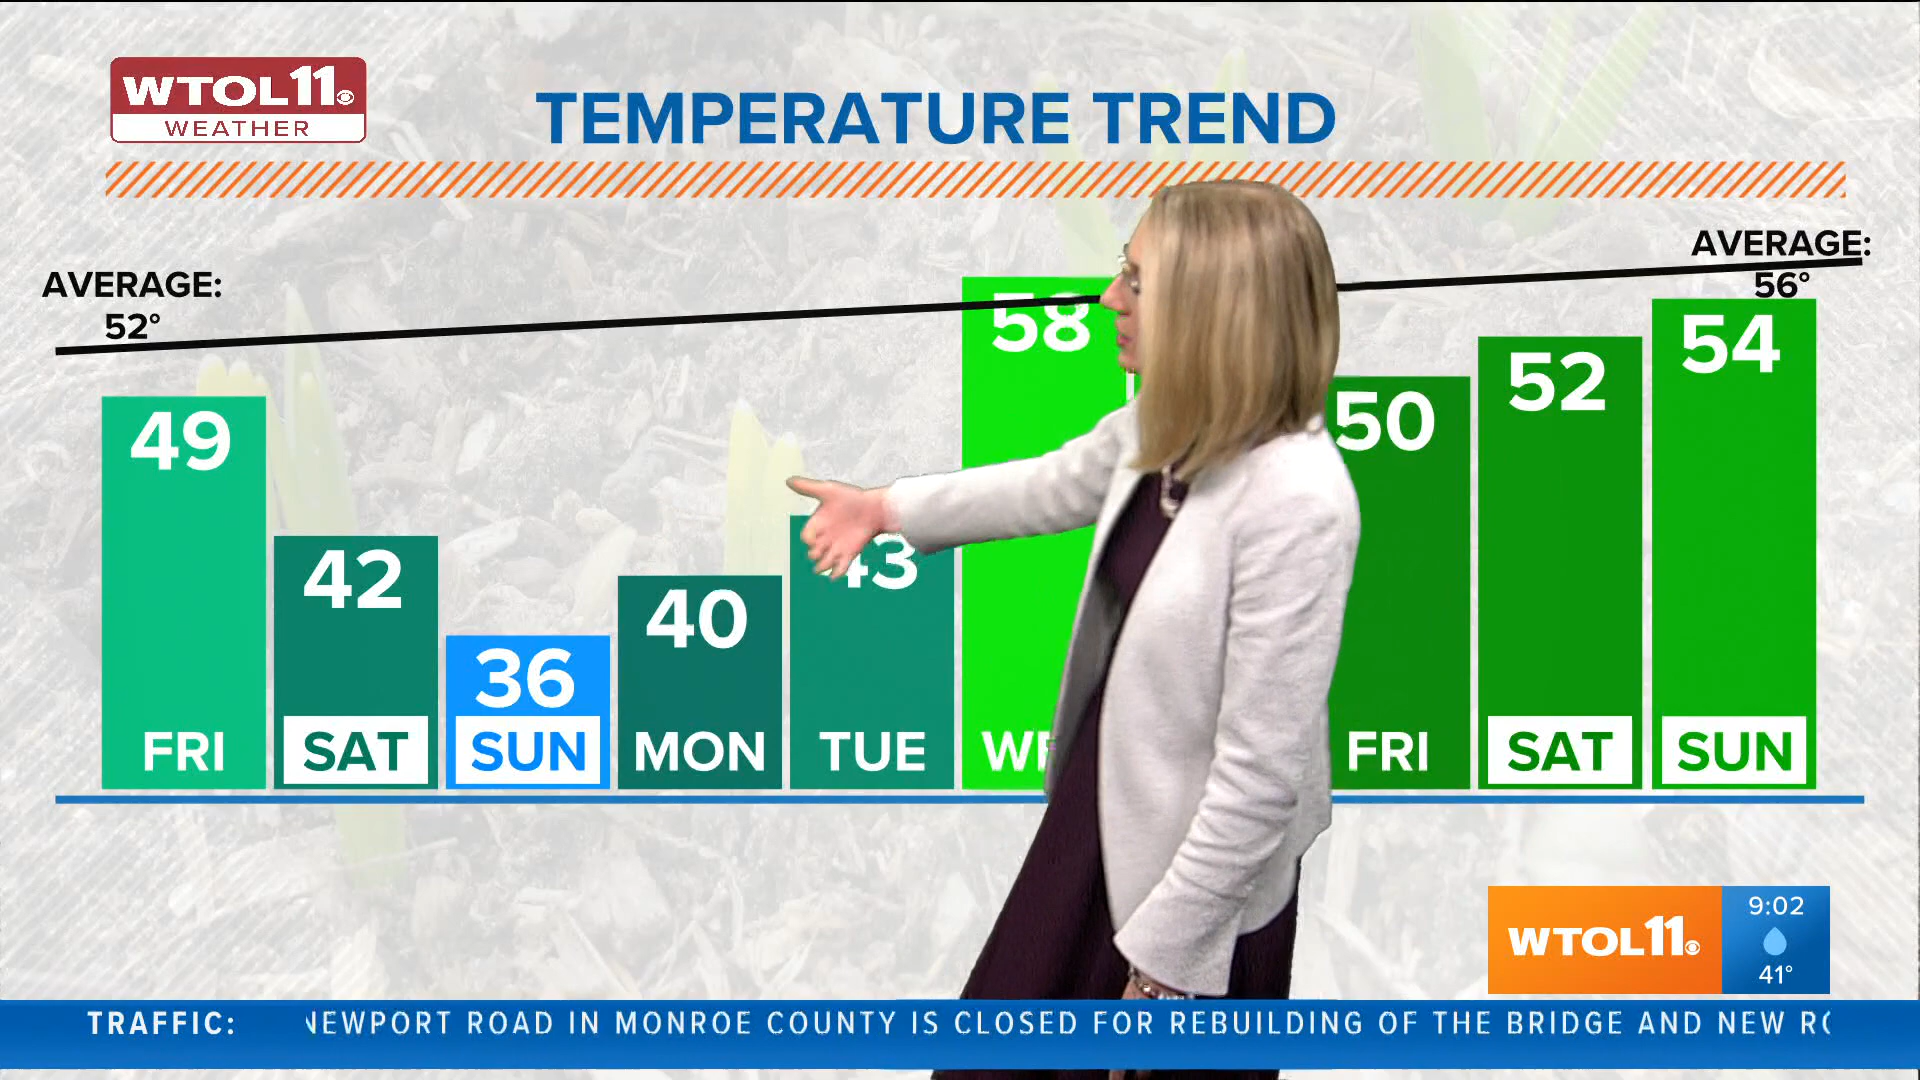 WTOL11
WEATHER
TEMPERATURE TREND
AVERAGE:
52°
AVERAGE:
56°
49
42
36
40
43
58
50
52
54
FRI
SAT
SUN
MON
TUE
FRI
SAT
SUN
WTOL11
9:02
41°
TRAFFIC: NEWPORT ROAD IN MONROE COUNTY IS CLOSED FOR REBUILDING OF THE BRIDGE AND NEW